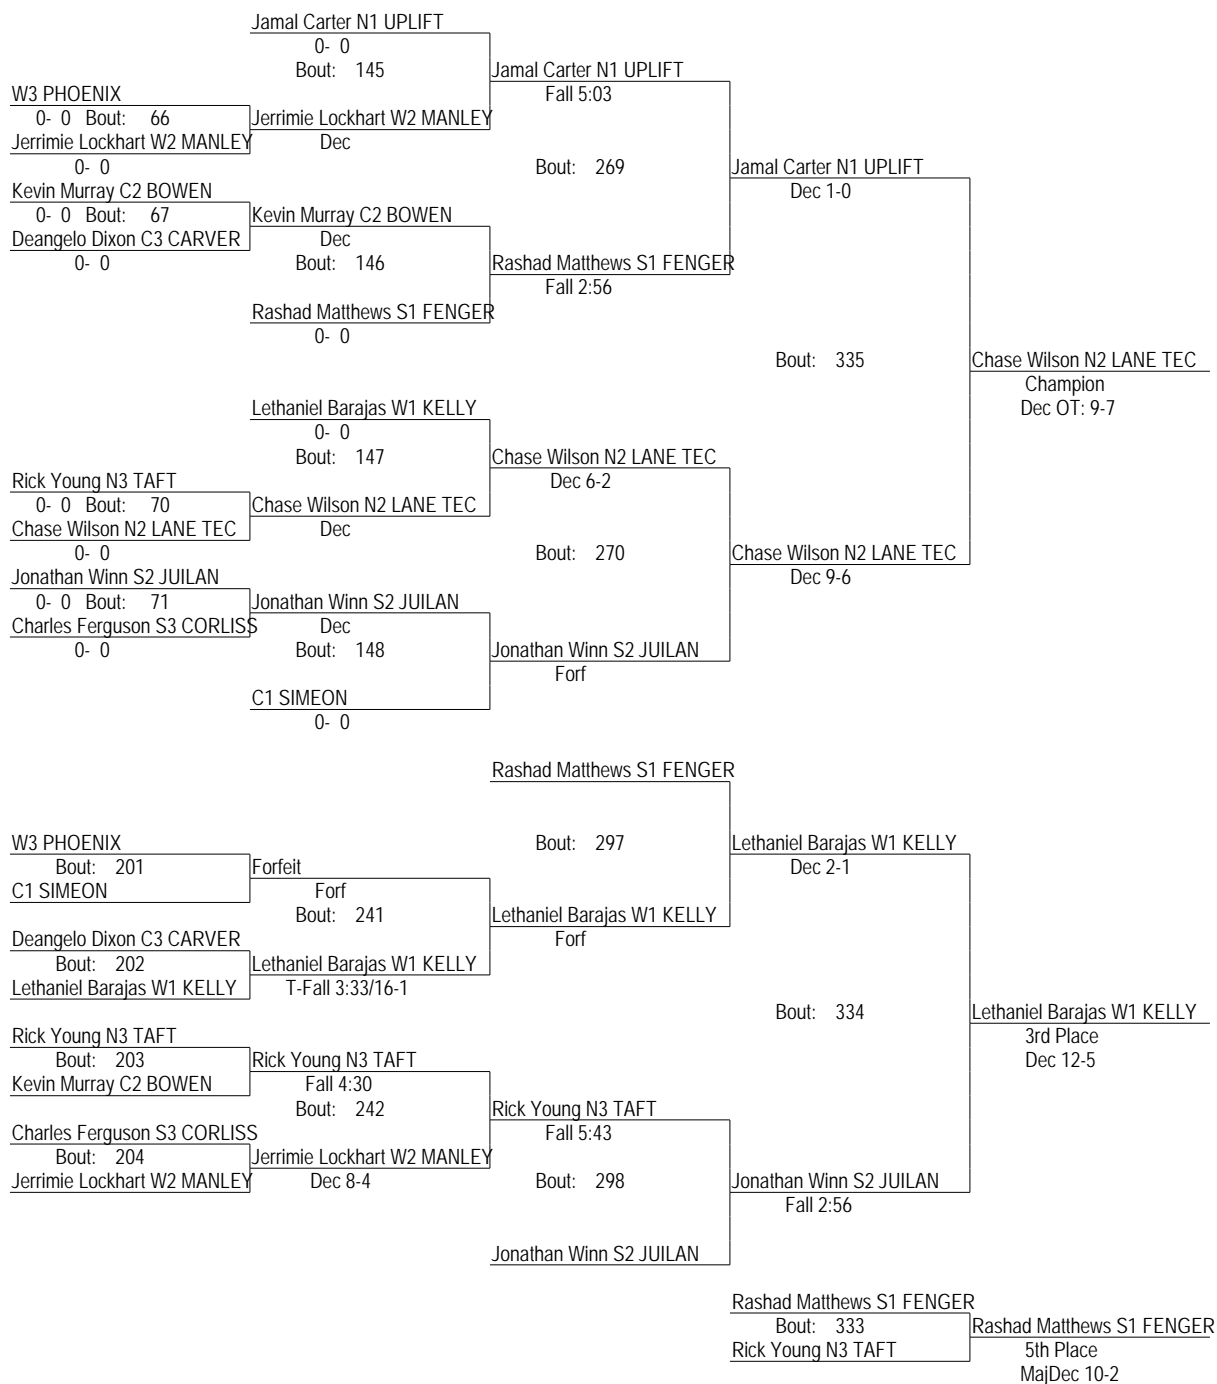 Jamal Carter N1 UPLIFT
0- 0
Bout: 145
Jamal Carter N1 UPLIFT
Fall 5:03
W3 PHOENIX
0- 0 Bout: 66
Jerrimie Lockhart W2 MANLEY
Dec
Jerrimie Lockhart W2 MANLEY
0- 0
Bout: 269
Jamal Carter N1 UPLIFT
Dec 1-0
Kevin Murray C2 BOWEN
0- 0 Bout: 67
Kevin Murray C2 BOWEN
Dec
Deangelo Dixon C3 CARVER
0- 0
Bout: 146
Rashad Matthews S1 FENGER
Fall 2:56
Rashad Matthews S1 FENGER
0- 0
Bout: 335
Chase Wilson N2 LANE TEC
Champion
Dec OT: 9-7
Lethaniel Barajas W1 KELLY
0- 0
Bout: 147
Chase Wilson N2 LANE TEC
Dec 6-2
Rick Young N3 TAFT
0- 0 Bout: 70
Chase Wilson N2 LANE TEC
Dec
Chase Wilson N2 LANE TEC
0- 0
Bout: 270
Chase Wilson N2 LANE TEC
Dec 9-6
Jonathan Winn S2 JUILAN
0- 0 Bout: 71
Jonathan Winn S2 JUILAN
Dec
Charles Ferguson S3 CORLISS
0- 0
Bout: 148
Jonathan Winn S2 JUILAN
Forf
C1 SIMEON
0- 0
Rashad Matthews S1 FENGER
Bout: 297
Lethaniel Barajas W1 KELLY
Dec 2-1
W3 PHOENIX
Bout: 201
Forfeit
Forf
C1 SIMEON
Bout: 241
Lethaniel Barajas W1 KELLY
Forf
Deangelo Dixon C3 CARVER
Bout: 202
Lethaniel Barajas W1 KELLY
T-Fall 3:33/16-1
Lethaniel Barajas W1 KELLY
Bout: 334
Lethaniel Barajas W1 KELLY
3rd Place
Dec 12-5
Rick Young N3 TAFT
Bout: 203
Rick Young N3 TAFT
Fall 4:30
Kevin Murray C2 BOWEN
Bout: 242
Rick Young N3 TAFT
Fall 5:43
Charles Ferguson S3 CORLISS
Bout: 204
Jerrimie Lockhart W2 MANLEY
Dec 8-4
Jerrimie Lockhart W2 MANLEY
Bout: 298
Jonathan Winn S2 JUILAN
Fall 2:56
Jonathan Winn S2 JUILAN
Rashad Matthews S1 FENGER
Bout: 333
Rashad Matthews S1 FENGER
Rick Young N3 TAFT
5th Place
MajDec 10-2